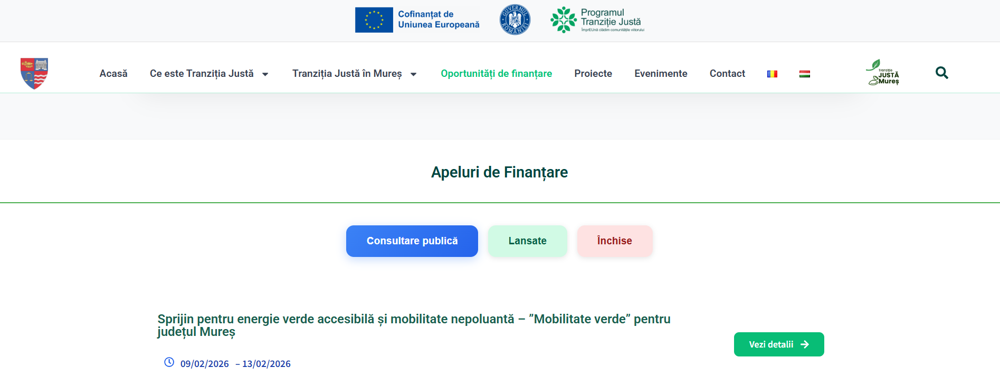 Cofinanțat de
Uniunea Europeană
GUVERNUL ROMÂNIEI
Programul
Tranziție Justă
ÎmprEUnă clădim comunitățile viitorului
Acasă
Ce este Tranziția Justă
Tranziția Justă în Mureș
Oportunități de finanțare
Proiecte
Evenimente
Contact
Tranziție
JUSTĂ
Mureș
Apeluri de Finanțare
Consultare publică
Lansate
Închise
Sprijin pentru energie verde accesibilă și mobilitate nepoluantă – ”Mobilitate verde” pentru
județul Mureș
Vezi detalii
09/02/2026 – 13/02/2026